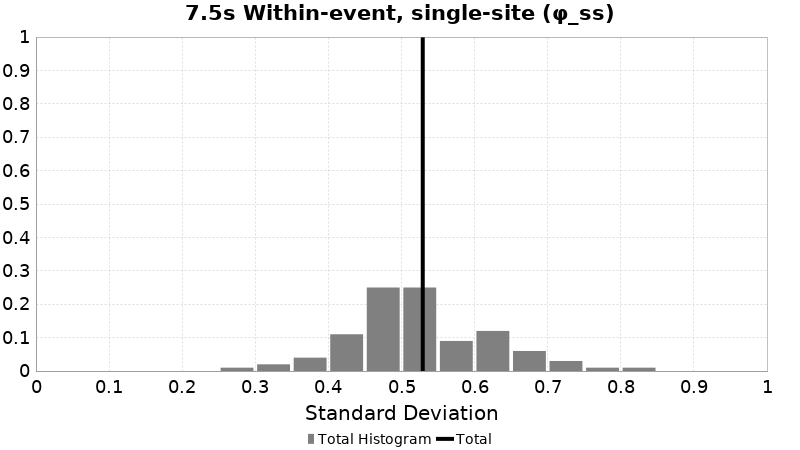 7.5s Within-event, single-site (φ_ss)
1
0.9
0.8
0.7
0.6
0.5
0.4
0.3
0.2
0.1
0
0 0.1 0.2 0.3 0.4 0.5 0.6 0.7 0.8 0.9 1
Standard Deviation
Total Histogram Total